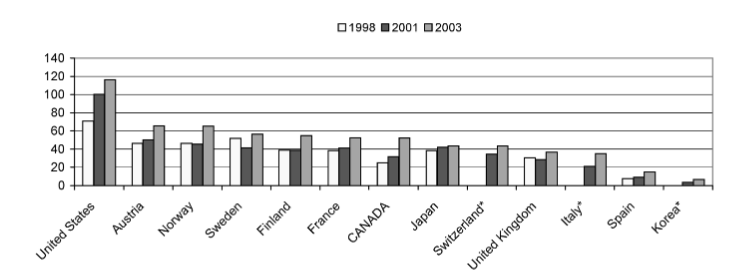 1998 2001 2003
140
120
100
80
60
40
20
0
United States
Austria
Norway
Sweden
Finland
France
CANADA
Japan
Switzerland*
United Kingdom
Italy*
Spain
Korea*